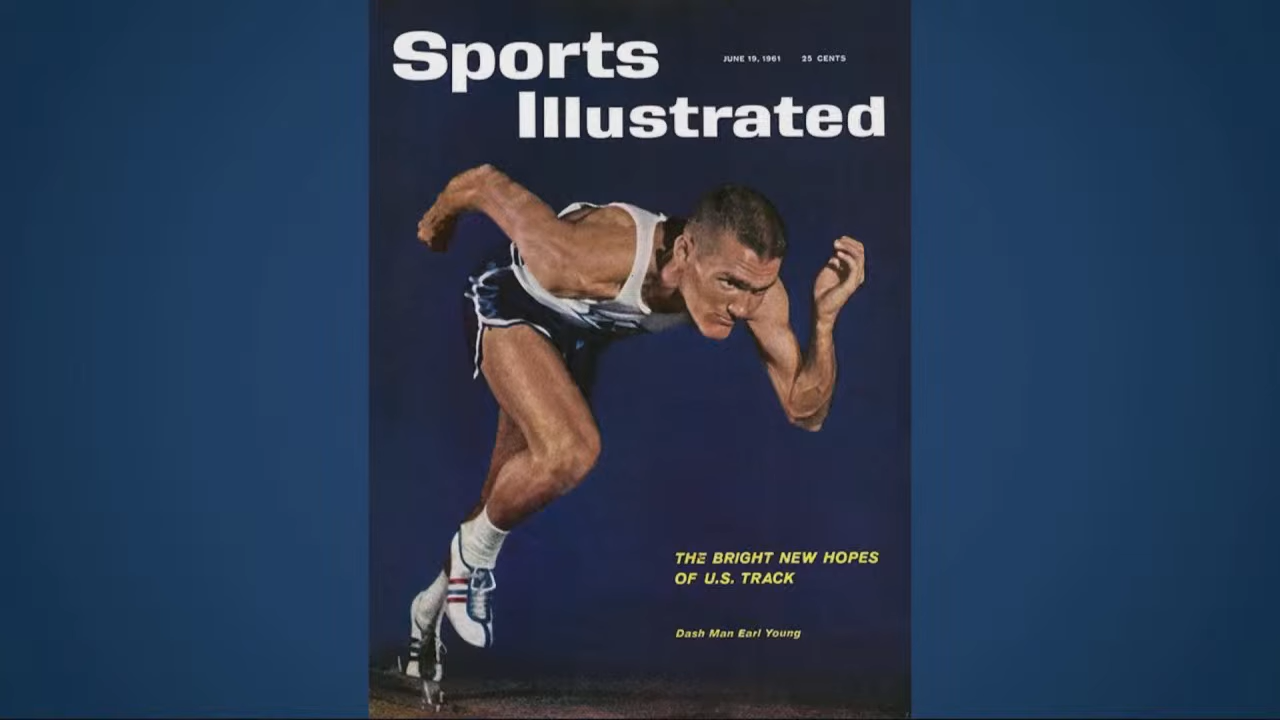 Sports
JUNE 19, 1961 25 CENTS
Illustrated
THE BRIGHT NEW HOPES
OF U.S. TRACK
Dash Man Earl Young